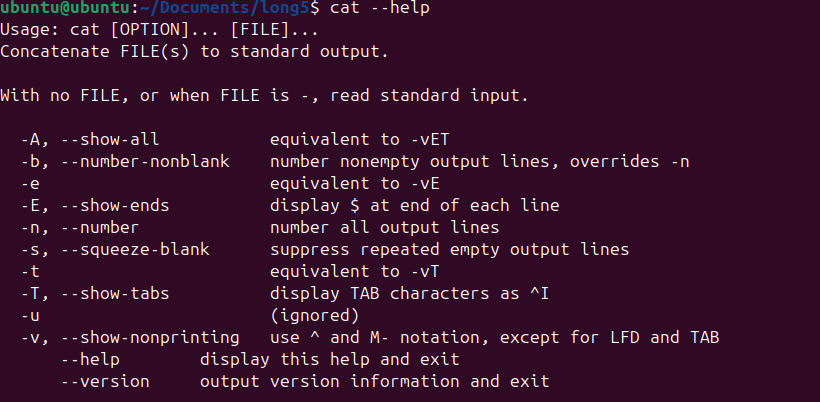 ubuntu@ubuntu:~/Documents/long5$ cat --help
Usage: cat [OPTION]... [FILE]...
Concatenate FILE(s) to standard output.

With no FILE, or when FILE is -, read standard input.

  -A, --show-all           equivalent to -vET
  -b, --number-nonblank    number nonempty output lines, overrides -n
  -e                       equivalent to -vE
  -E, --show-ends          display $ at end of each line
  -n, --number             number all output lines
  -s, --squeeze-blank      suppress repeated empty output lines
  -t                       equivalent to -vT
  -T, --show-tabs          display TAB characters as ^I
  -u                       (ignored)
  -v, --show-nonprinting   use ^ and M- notation, except for LFD and TAB
      --help        display this help and exit
      --version     output version information and exit